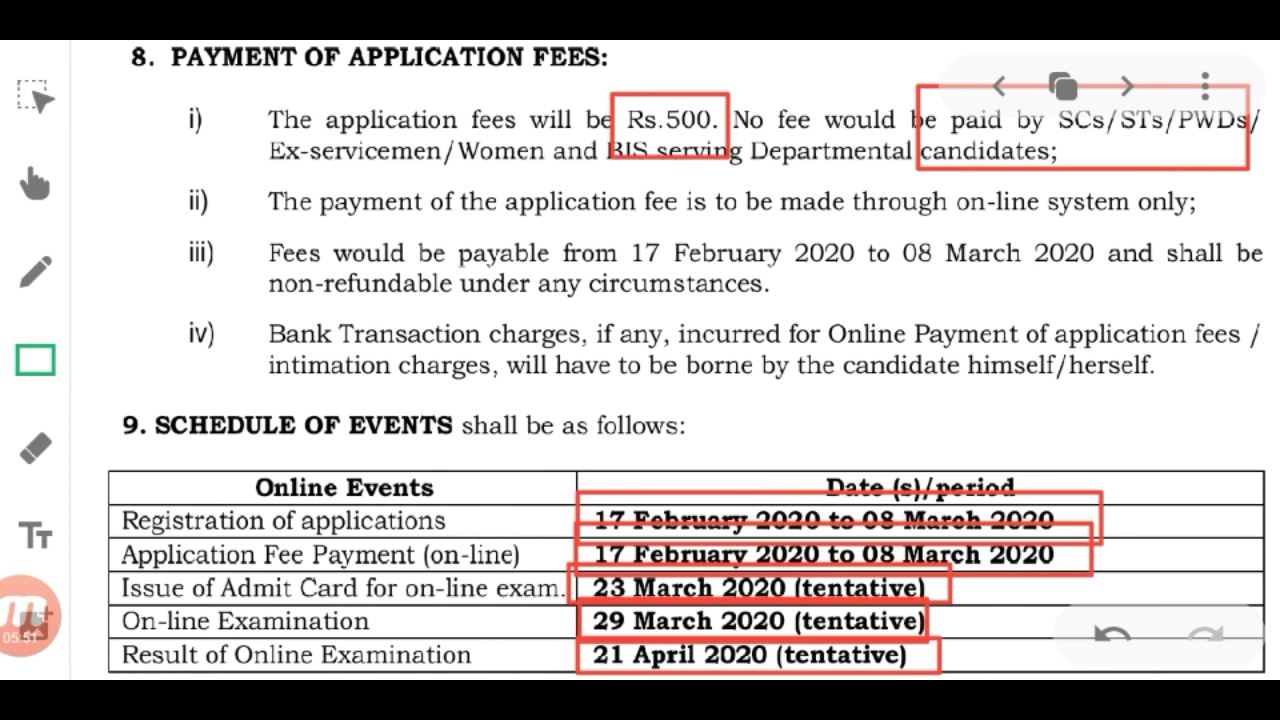 8. PAYMENT OF APPLICATION FEES:
i) The application fees will be Rs.500. No fee would be paid by SCs/STs/PWDs/
Ex-servicemen/Women and BIS serving Departmental candidates;
ii) The payment of the application fee is to be made through on-line system only;
iii) Fees would be payable from 17 February 2020 to 08 March 2020 and shall be
non-refundable under any circumstances.
iv) Bank Transaction charges, if any, incurred for Online Payment of application fees /
intimation charges, will have to be borne by the candidate himself/herself.
9. SCHEDULE OF EVENTS shall be as follows:
Online Events Date (s)/period
Registration of applications 17 February 2020 to 08 March 2020
Application Fee Payment (on-line) 17 February 2020 to 08 March 2020
Issue of Admit Card for on-line exam. 23 March 2020 (tentative)
On-line Examination 29 March 2020 (tentative)
Result of Online Examination 21 April 2020 (tentative)
TT
05:51